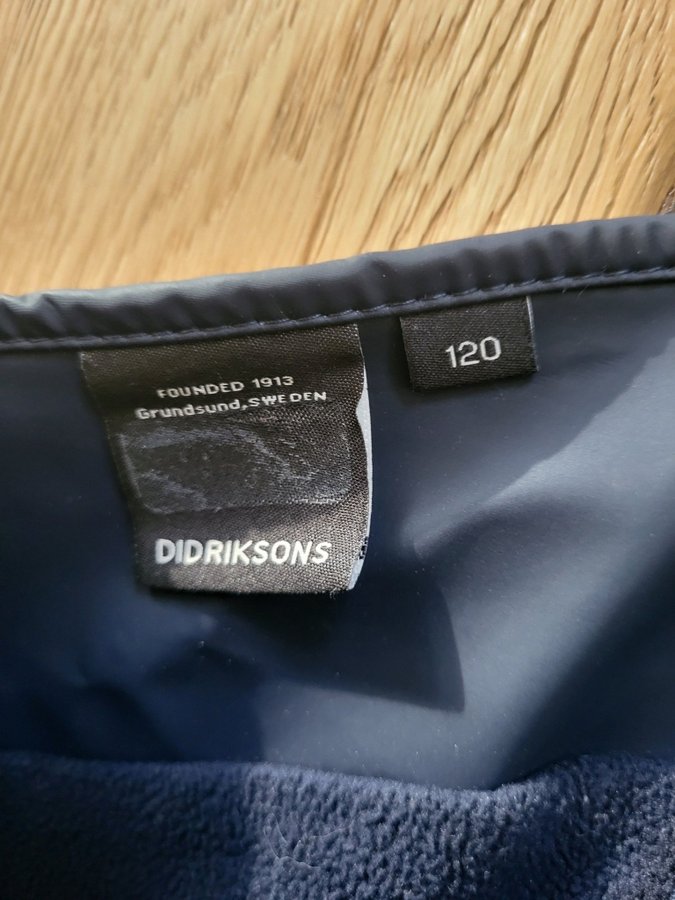 FOUNDED 1913
Grundsund,SWEDEN
DIDRIKSONS
120